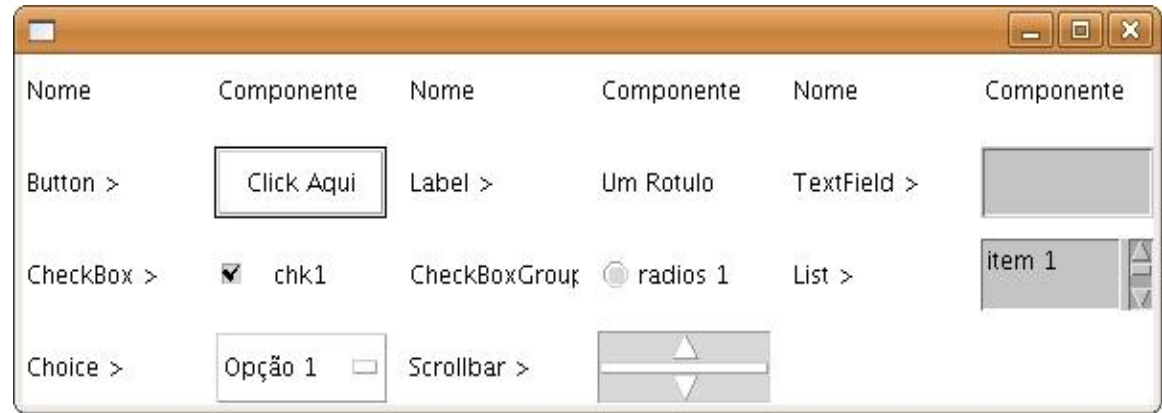 Nome Componente Nome Componente Nome Componente
Button > Click Aqui Label > Um Rotulo TextField >
CheckBox > chk1 CheckBoxGroup radios 1 List > item 1
Choice > Opção 1 Scrollbar >